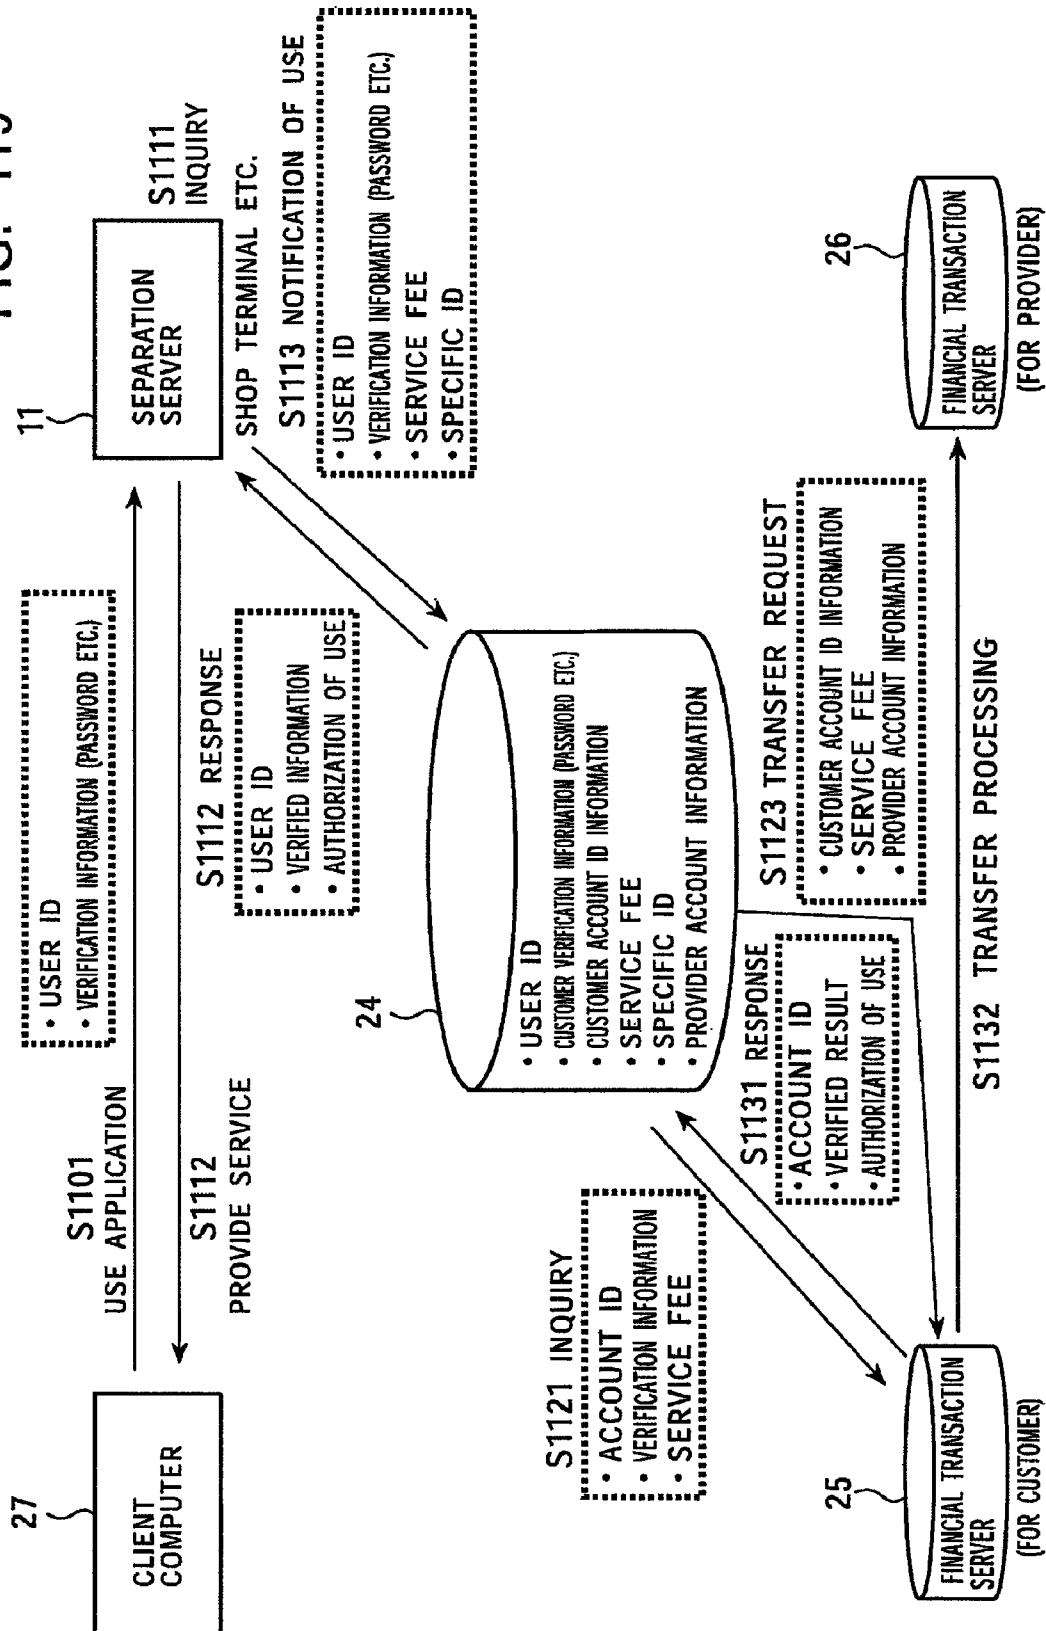 27
CLIENT
COMPUTER
S1101
USE APPLICATION
• USER ID
• VERIFICATION INFORMATION (PASSWORD ETC.)
S1112
PROVIDE SERVICE
11
SEPARATION
SERVER
S1111
INQUIRY
SHOP TERMINAL ETC.
S1112 RESPONSE
• USER ID
• VERIFIED INFORMATION
• AUTHORIZATION OF USE
S1113 NOTIFICATION OF USE
• USER ID
• VERIFICATION INFORMATION (PASSWORD ETC.)
• SERVICE FEE
• SPECIFIC ID
24
• USER ID
• CUSTOMER VERIFICATION INFORMATION (PASSWORD ETC.)
• CUSTOMER ACCOUNT ID INFORMATION
• SERVICE FEE
• SPECIFIC ID
• PROVIDER ACCOUNT INFORMATION
S1121 INQUIRY
• ACCOUNT ID
• VERIFICATION INFORMATION
• SERVICE FEE
S1131 RESPONSE
• ACCOUNT ID
• VERIFIED RESULT
• AUTHORIZATION OF USE
S1123 TRANSFER REQUEST
• CUSTOMER ACCOUNT ID INFORMATION
• SERVICE FEE
• PROVIDER ACCOUNT INFORMATION
25
FINANCIAL TRANSACTION
SERVER
(FOR CUSTOMER)
S1132 TRANSFER PROCESSING
26
FINANCIAL TRANSACTION
SERVER
(FOR PROVIDER)